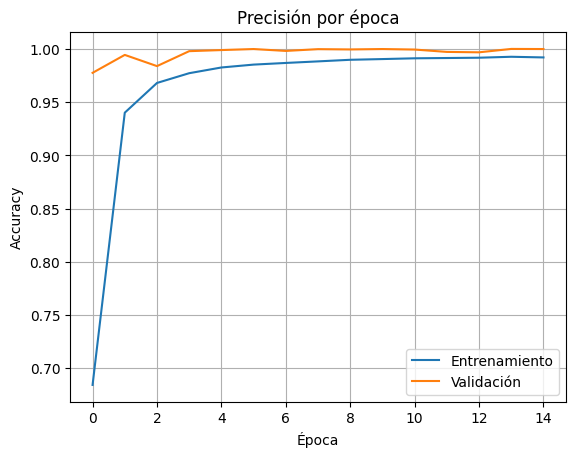 Precisión por época
Accuracy
1.00
0.95
0.90
0.85
0.80
0.75
0.70
0 2 4 6 8 10 12 14
Época
Entrenamiento
Validación